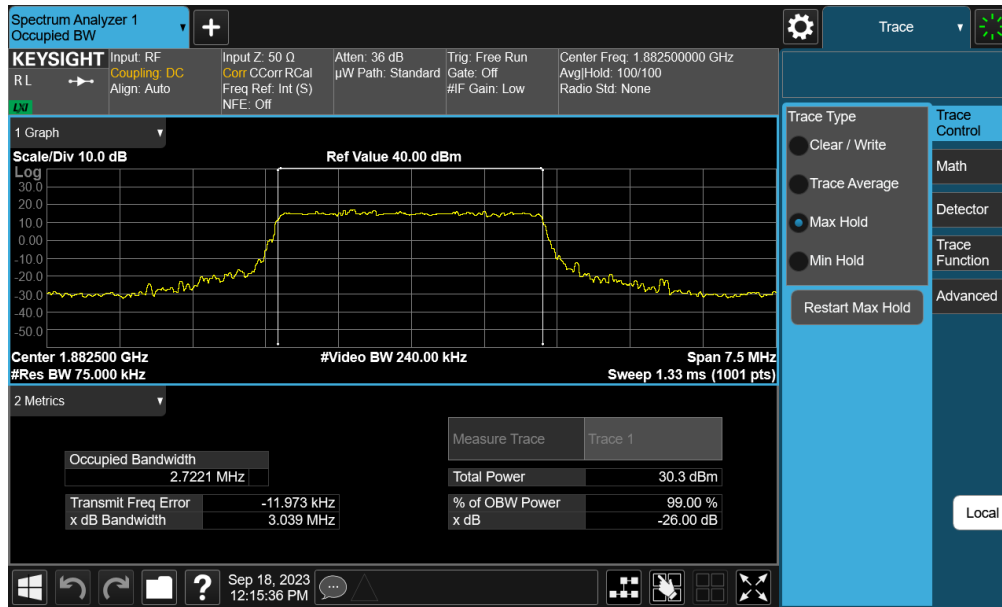 Spectrum Analyzer 1
Occupied BW
Trace
KEYSIGHT
R L
LXI
Input: RF
Coupling: DC
Align: Auto
Input Z: 50 Ω
Corr CCorr RCal
Freq Ref: Int (S)
NFE: Off
Atten: 36 dB
µW Path: Standard
Trig: Free Run
Gate: Off
#IF Gain: Low
Center Freq: 1.882500000 GHz
Avg|Hold: 100/100
Radio Std: None
1 Graph
Scale/Div 10.0 dB
Ref Value 40.00 dBm
Log
30.0
20.0
10.0
0.00
-10.0
-20.0
-30.0
-40.0
-50.0
Center 1.882500 GHz
#Video BW 240.00 kHz
Span 7.5 MHz
#Res BW 75.000 kHz
Sweep 1.33 ms (1001 pts)
2 Metrics
Measure Trace
Trace 1
Occupied Bandwidth
2.7221 MHz
Total Power
30.3 dBm
Transmit Freq Error
-11.973 kHz
% of OBW Power
99.00 %
x dB Bandwidth
3.039 MHz
x dB
-26.00 dB
Trace Type
Clear / Write
Trace Average
Max Hold
Min Hold
Restart Max Hold
Trace
Control
Math
Detector
Trace
Function
Advanced
Local
?
Sep 18, 2023
12:15:36 PM